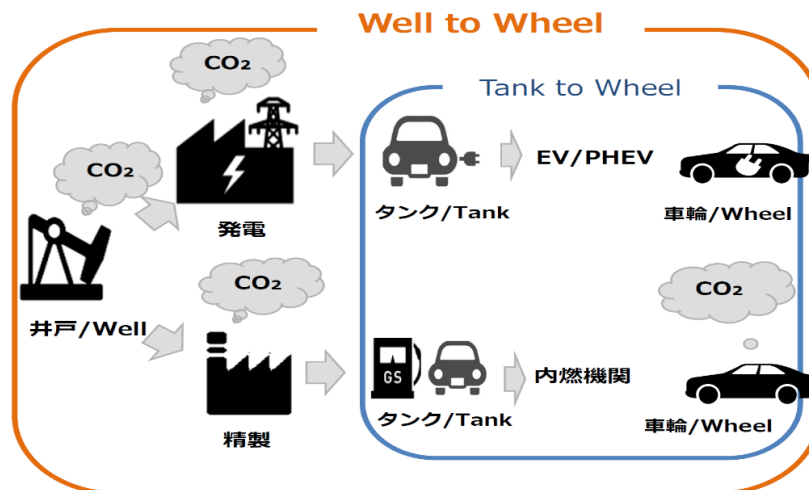 Well to Wheel
Tank to Wheel
CO₂
CO₂
発電
井戸/Well
CO₂
精製
タンク/Tank
EV/PHEV
車輪/Wheel
GS
タンク/Tank
内燃機関
CO₂
車輪/Wheel